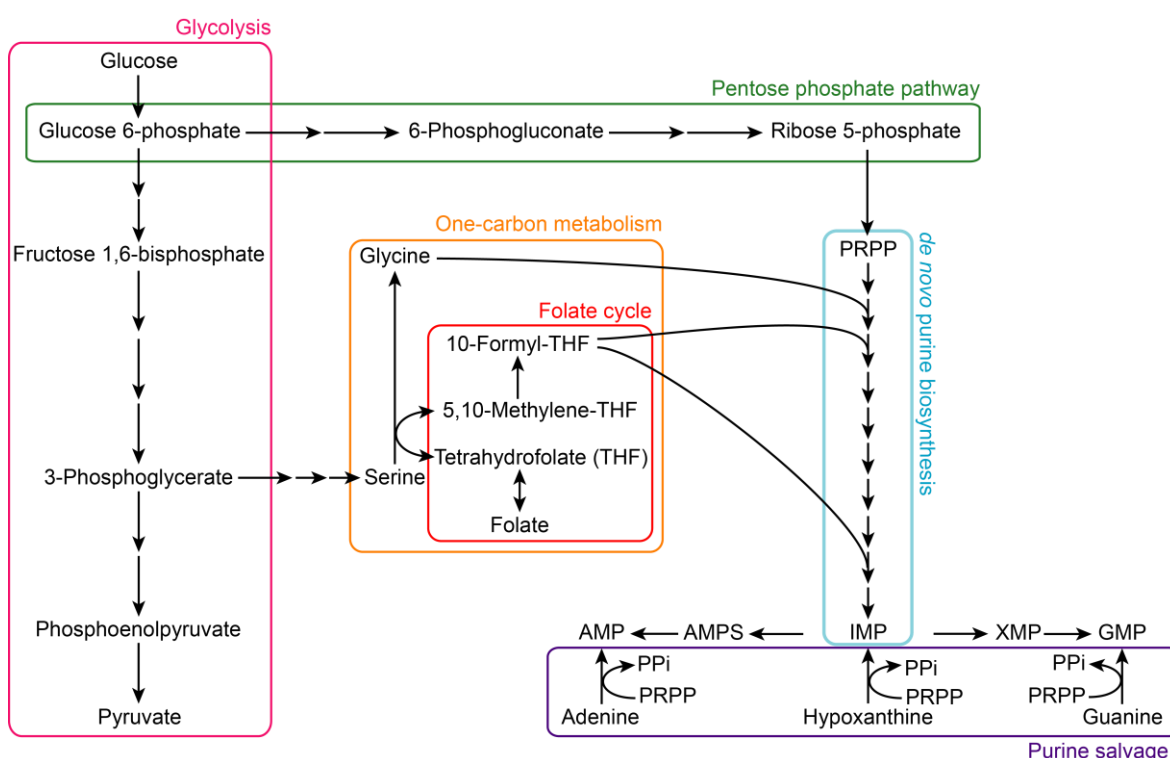 Glycolysis
Glucose
Pentose phosphate pathway
Glucose 6-phosphate
6-Phosphogluconate
Ribose 5-phosphate
One-carbon metabolism
Fructose 1,6-bisphosphate
Glycine
PRPP
de novo purine biosynthesis
Folate cycle
10-Formyl-THF
5,10-Methylene-THF
Tetrahydrofolate (THF)
3-Phosphoglycerate
Serine
Folate
Phosphoenolpyruvate
AMP
AMPS
IMP
XMP
GMP
PPi
PRPP
PPi
PRPP
PPi
PRPP
Pyruvate
Adenine
Hypoxanthine
Guanine
Purine salvage